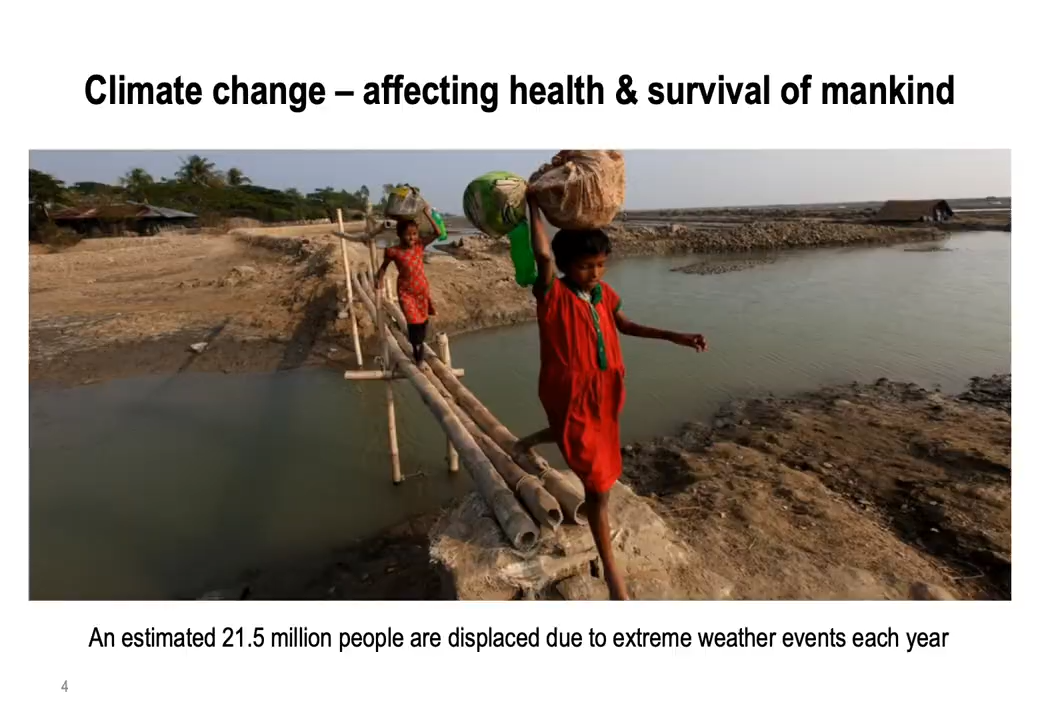 Climate change – affecting health & survival of mankind
An estimated 21.5 million people are displaced due to extreme weather events each year
4